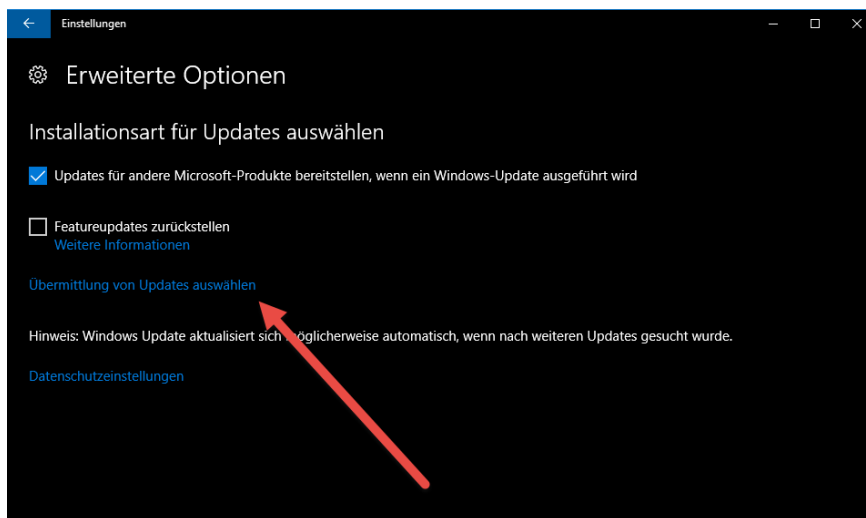 Einstellungen
Erweiterte Optionen
Installationsart für Updates auswählen
Updates für andere Microsoft-Produkte bereitstellen, wenn ein Windows-Update ausgeführt wird
Featureupdates zurückstellen
Weitere Informationen
Übermittlung von Updates auswählen
Hinweis: Windows Update aktualisiert sich möglicherweise automatisch, wenn nach weiteren Updates gesucht wurde.
Datenschutzeinstellungen